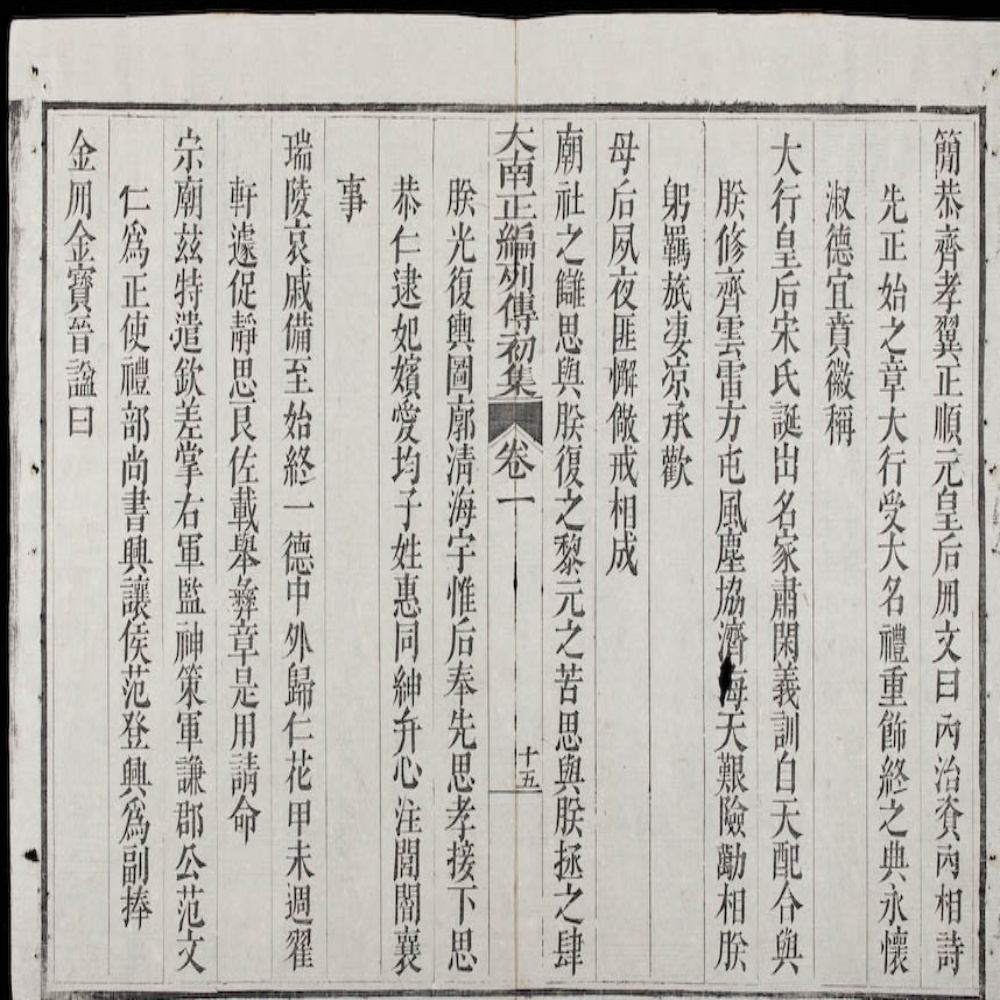 簡恭齊孝翼正順元皇后冊文曰內治資內相詩
先正始之章大行受大名禮重飾終之典永懷
淑德宜賁徽稱
大行皇后宋氏誕出名家肅閑義訓自天配合與
朕修齊雲雷方屯風塵協濟海天艱險勸相朕
躬羈旅凄凉承歡
母后夙夜匪懈儆戒相成
廟社之讎思與朕復之黎元之苦思與朕拯之肆
大南正編列傳初集 卷一 十五
朕光復輿圖廓清海宇惟后奉先思孝接下思
恭仁逮妃嬪愛均子姓惠同紳弁心注閭閻襄
事
瑞陵哀戚備至始終一德中外歸仁花甲未週翟
軒遽促靜思良佐載舉彝章是用請命
宗廟茲特遣欽差掌右軍監神策軍謙郡公范文
仁爲正使禮部尚書興讓侯范登興爲副捧
金冊金寶晉謚曰